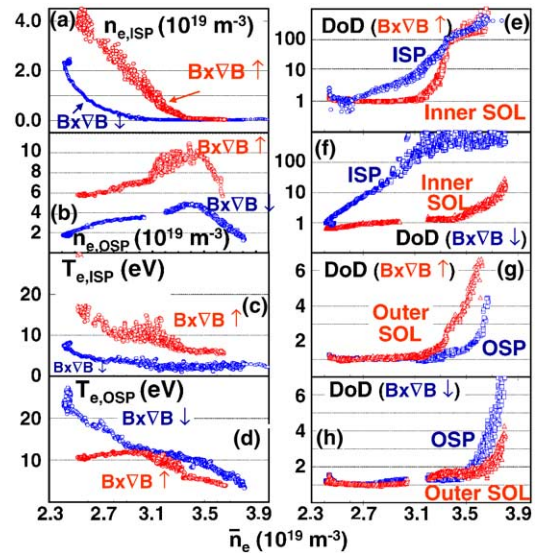 (a) n_e,ISP (10^19 m^-3)
4.0
2.0
0.0
Bx∇B ↑
Bx∇B ↓
(b)
10
8
6
4
2
Bx∇B ↑
Bx∇B ↓
n_e,OSP (10^19 m^-3)
T_e,ISP (eV)
20
10
0
(c)
Bx∇B ↑
Bx∇B ↓
T_e,OSP (eV)
20
10
Bx∇B ↓
(d)
Bx∇B ↑
2.3 2.7 3.1 3.5 3.9
DoD (Bx∇B ↑) (e)
100
10
1
ISP
Inner SOL
(f)
100
10
1
ISP
Inner
SOL
DoD (Bx∇B ↓)
DoD (Bx∇B ↑) (g)
6
4
2
Outer
SOL
OSP
DoD (Bx∇B ↓)
6
4
2
(h)
OSP
Outer SOL
2.7 3.1 3.5 3.9
n̄_e (10^19 m^-3)